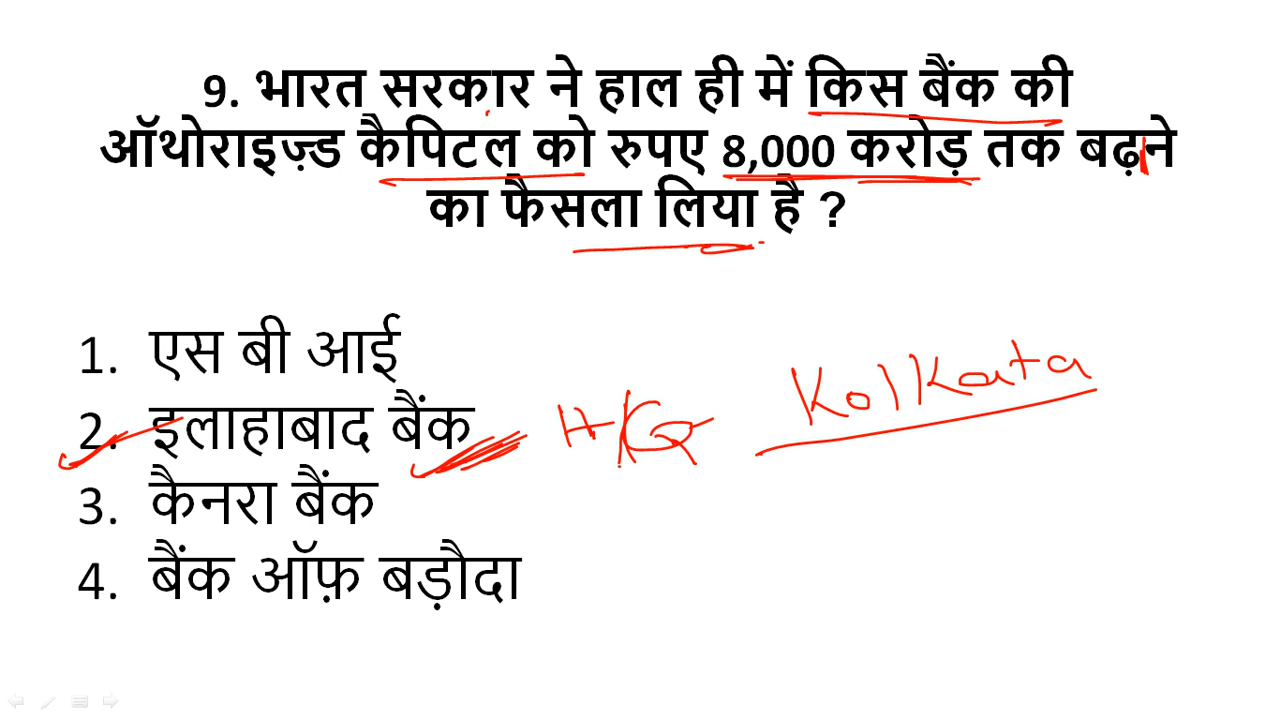 9. भारत सरकार ने हाल ही में किस बैंक की
ऑथोराइज़्ड कैपिटल को रुपए 8,000 करोड़ तक बढ़ाने
का फैसला लिया है ?
1. एस बी आई
2. इलाहाबाद बैंक H/Q Kolkata
3. कैनरा बैंक
4. बैंक ऑफ़ बड़ौदा